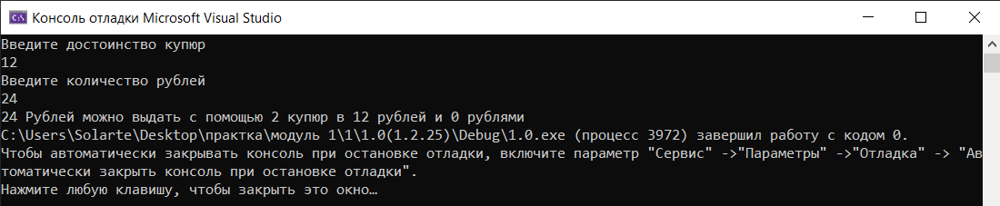 Консоль отладки Microsoft Visual Studio
Введите достоинство купюр
12
Введите количество рублей
24
24 Рублей можно выдать с помощью 2 купюр в 12 рублей и 0 рублями
C:\Users\Solarte\Desktop\практка\модуль 1\1\1.0(1.2.25)\Debug\1.0.exe (процесс 3972) завершил работу с кодом 0.
Чтобы автоматически закрывать консоль при остановке отладки, включите параметр "Сервис" ->"Параметры" ->"Отладка" -> "Ав
томатически закрыть консоль при остановке отладки".
Нажмите любую клавишу, чтобы закрыть это окно…